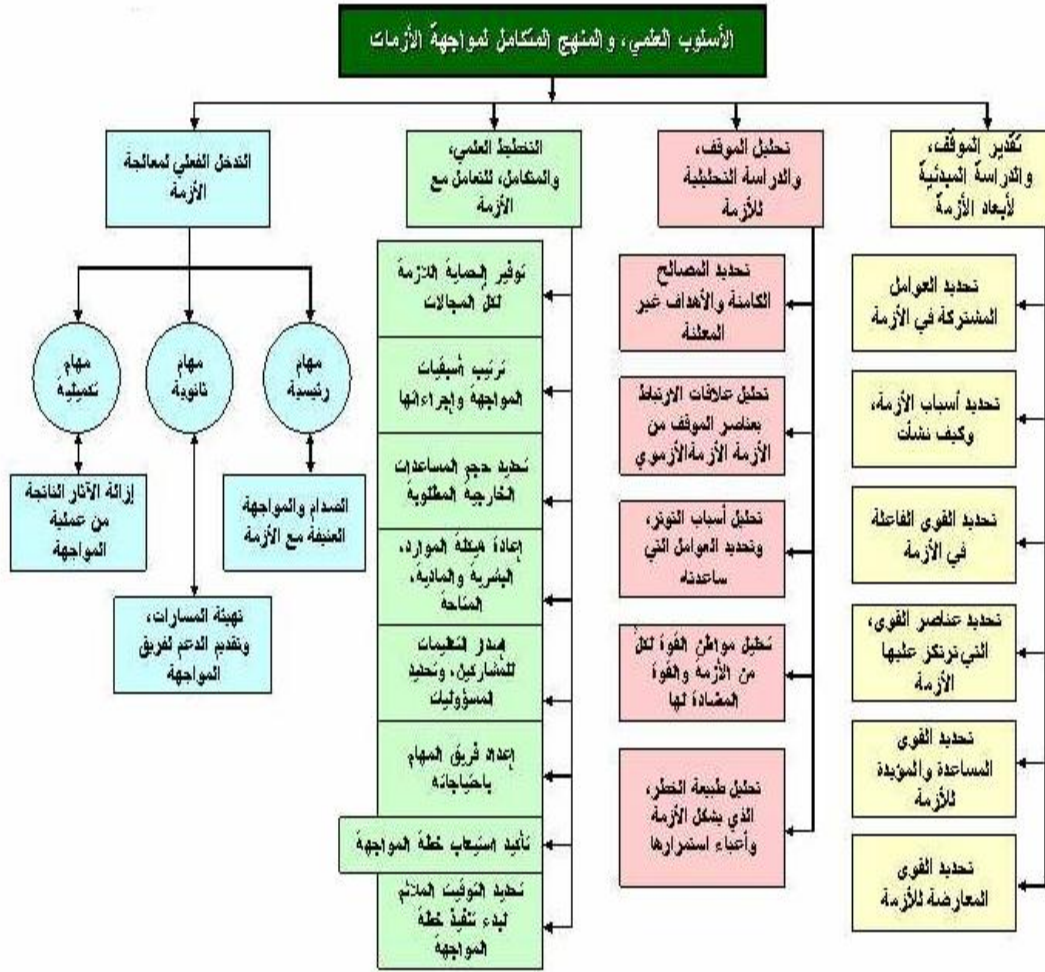 الأسلوب العلمي، والمنهج المتكامل لمواجهة الأزمات
تقدير الموقف،
والدراسة المبدئية
لأبعاد الأزمة
تحديد العوامل
المشتركة في الأزمة
تحديد أسباب الأزمة،
وكيف نشأت
تحديد القوى الفاعلة
في الأزمة
تحديد عناصر القوى،
التي ترتكز عليها
الأزمة
تحديد القوى
المساعدة والمؤيدة
للأزمة
تحديد القوى
المعارضة للأزمة
تحليل الموقف،
والدراسة التحليلية
للأزمة
تحديد المصالح
الكامنة والأهداف غير
المعلنة
تحليل علاقات الارتباط
بعناصر الموقف من
الأزمة الأزمةالأزموي
تحليل أسباب التوتر،
وتحديد العوامل التي
ساعدته
تحليل مواطن القوة لكل
من الأزمة والقوة
المضادة لها
تحليل طبيعة الخطر،
الذي يشكل الأزمة
وأعباء استمرارها
التخطيط العلمي،
والمتكامل، للتعامل مع
الأزمة
توفير الحماية اللازمة
لكل المجالات
ترتيب أسبقيات
المواجهة وإجراءاتها
تحديد حجم المساعدات
الخارجية المطلوبة
إعادة هيكلة الموارد،
البشرية والمادية،
المتاحة
إصدار التعليمات
للمشاركين، وتحديد
المسؤوليات
إعداد فريق المهام
باحتياجاته
تأكيد استيعاب خطة المواجهة
تحديد التوقيت الملائم
لبدء تنفيذ خطة
المواجهة
التدخل الفعلي لمعالجة
الأزمة
مهام
رئيسية
مهام
ثانوية
مهام
تكميلية
الصدام والمواجهة
العنيفة مع الأزمة
تهيئة المسارات،
وتقديم الدعم لفريق
المواجهة
إزالة الآثار الناتجة
من عملية
المواجهة